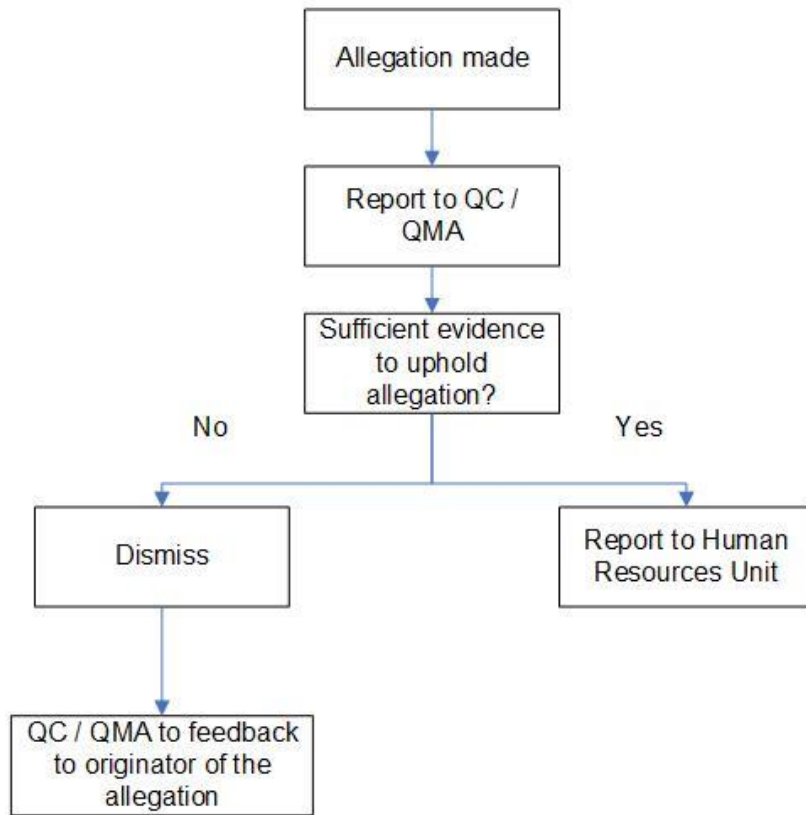 Allegation made
Report to QC /
QMA
Sufficient evidence
to uphold
allegation?
No
Yes
Dismiss
Report to Human
Resources Unit
QC / QMA to feedback
to originator of the
allegation